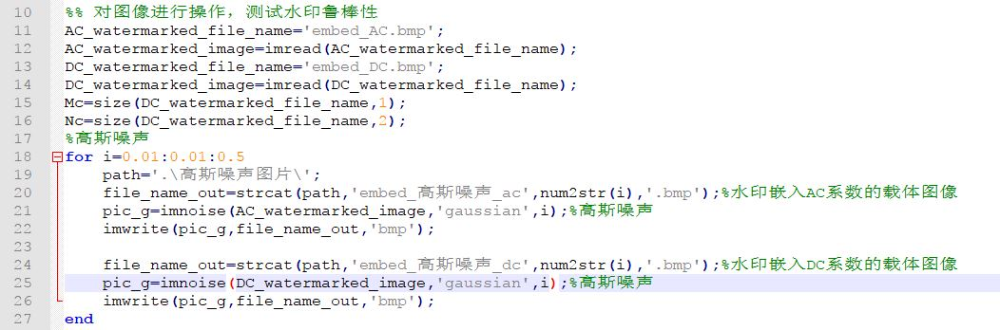 10 %% 对图像进行操作，测试水印鲁棒性
11 AC_watermarked_file_name='embed_AC.bmp';
12 AC_watermarked_image=imread(AC_watermarked_file_name);
13 DC_watermarked_file_name='embed_DC.bmp';
14 DC_watermarked_image=imread(DC_watermarked_file_name);
15 Mc=size(DC_watermarked_file_name,1);
16 Nc=size(DC_watermarked_file_name,2);
17 %高斯噪声
18 for i=0.01:0.01:0.5
19 path='.\高斯噪声图片\';
20 file_name_out=strcat(path,'embed_高斯噪声_ac',num2str(i),'.bmp');%水印嵌入AC系数的载体图像
21 pic_g=imnoise(AC_watermarked_image,'gaussian',i);%高斯噪声
22 imwrite(pic_g,file_name_out,'bmp');
23
24 file_name_out=strcat(path,'embed_高斯噪声_dc',num2str(i),'.bmp');%水印嵌入DC系数的载体图像
25 pic_g=imnoise(DC_watermarked_image,'gaussian',i);%高斯噪声
26 imwrite(pic_g,file_name_out,'bmp');
27 end